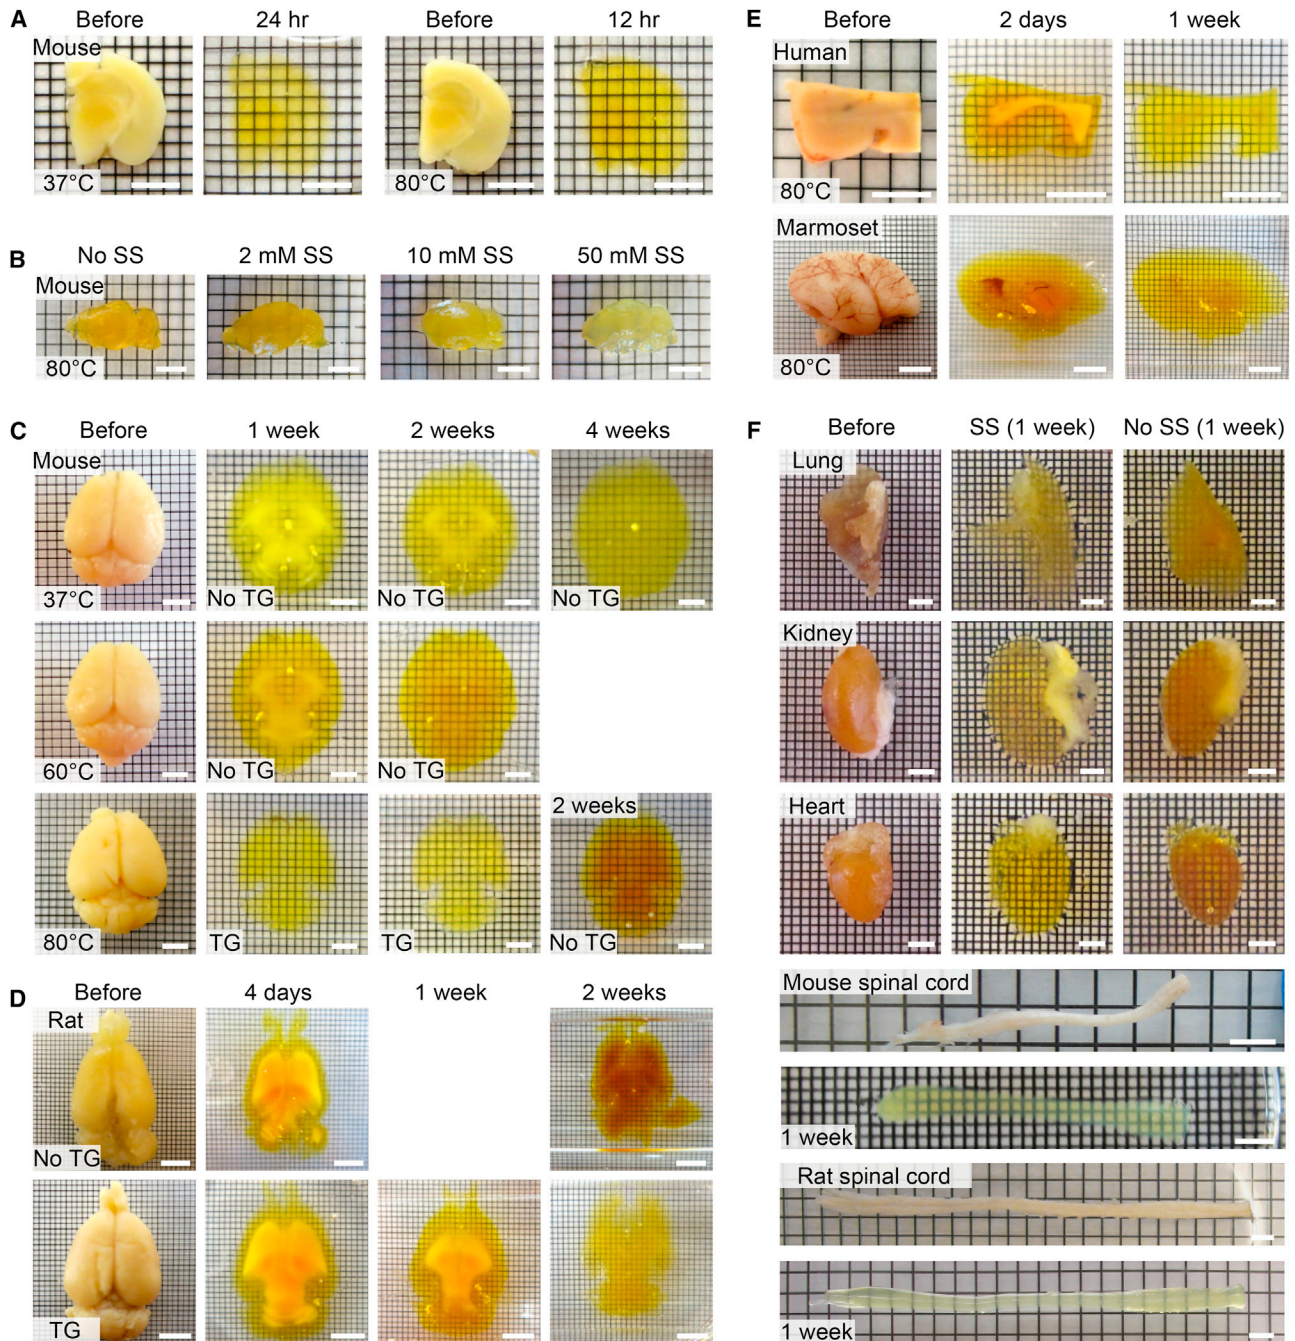 A
Before
24 hr
Before
12 hr
Mouse
37°C
80°C
B
No SS
2 mM SS
10 mM SS
50 mM SS
Mouse
80°C
C
Before
1 week
2 weeks
4 weeks
Mouse
37°C
No TG
No TG
No TG
60°C
No TG
No TG
2 weeks
80°C
TG
TG
No TG
D
Before
4 days
1 week
2 weeks
Rat
No TG
TG
E
Before
2 days
1 week
Human
80°C
Marmoset
80°C
F
Before
SS (1 week)
No SS (1 week)
Lung
Kidney
Heart
Mouse spinal cord
1 week
Rat spinal cord
1 week